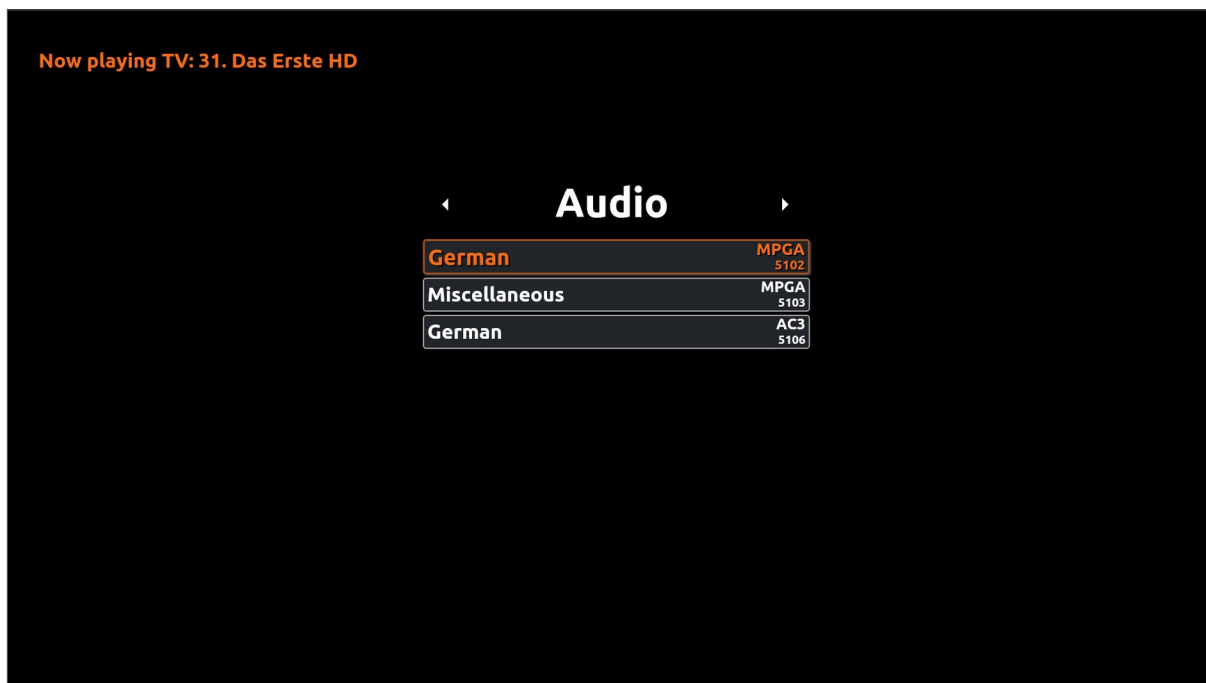 Now playing TV: 31. Das Erste HD
Audio
German MPGA
5102
Miscellaneous MPGA
5103
German AC3
5106